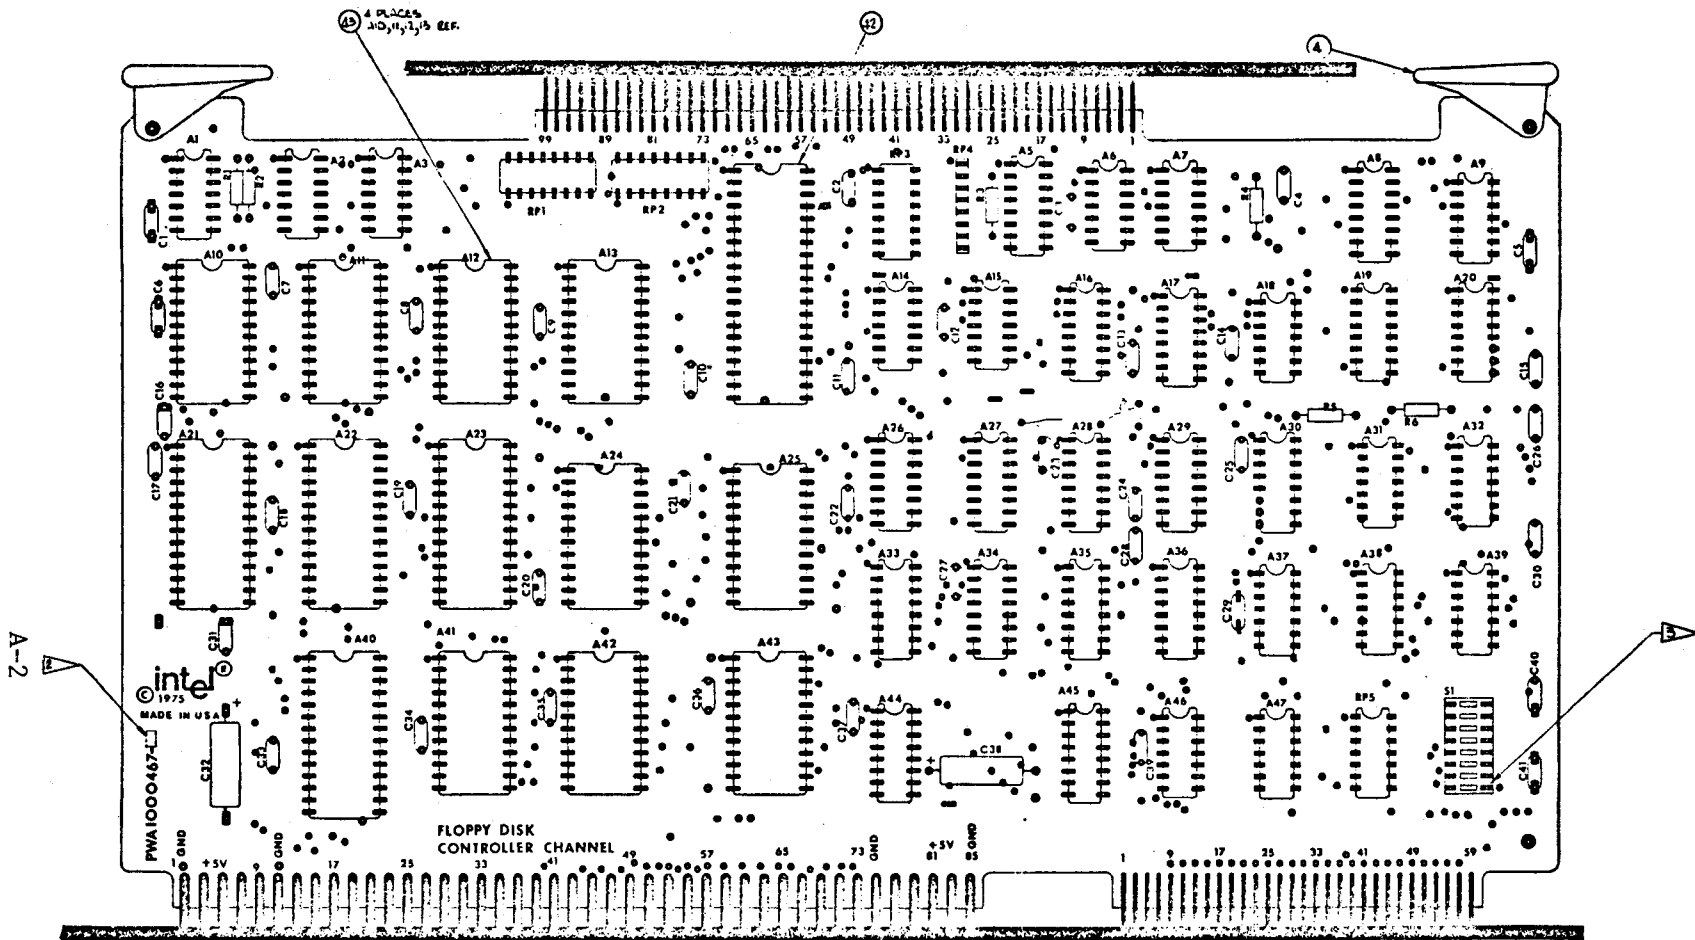 43
4 PLACES
A10,11,12,13 REF.
42
4
99 89 81 73 65 57 49 41 33 25 17 9 1
A1 R1 R2 A2 A3 RP1 RP2 C2 RP3 RP4 R3 A5 A6 A7 R4 C4 A8 A9
C1 C5
A10 A11 A12 A13 A14 A15 A16 A17 A18 A19 A20
C6 C7 C8 C9 C10 C11 C12 C13 C14 C15
C16 R5 R6
A21 A22 A23 A24 A25 A26 A27 A28 A29 A30 A31 A32
C17 C18 C19 C20 C21 C22 C23 C24 C25 C26
A33 A34 A35 A36 A37 A38 A39
C27 C28 C29 C30
C31
A40 A41 A42 A43 A44 A45 A46 A47 RP5 S1
C32 C33 C34 C35 C36 C37 C38 C39 C40 C41
A-2
intel®
© 1975
MADE IN USA
+
+
PWA1000467-
FLOPPY DISK
CONTROLLER CHANNEL
1 GND +5V 9 GND 17 25 33 41 49 57 65 73 GND +5V 81 85 GND
1 9 17 25 33 41 49 59